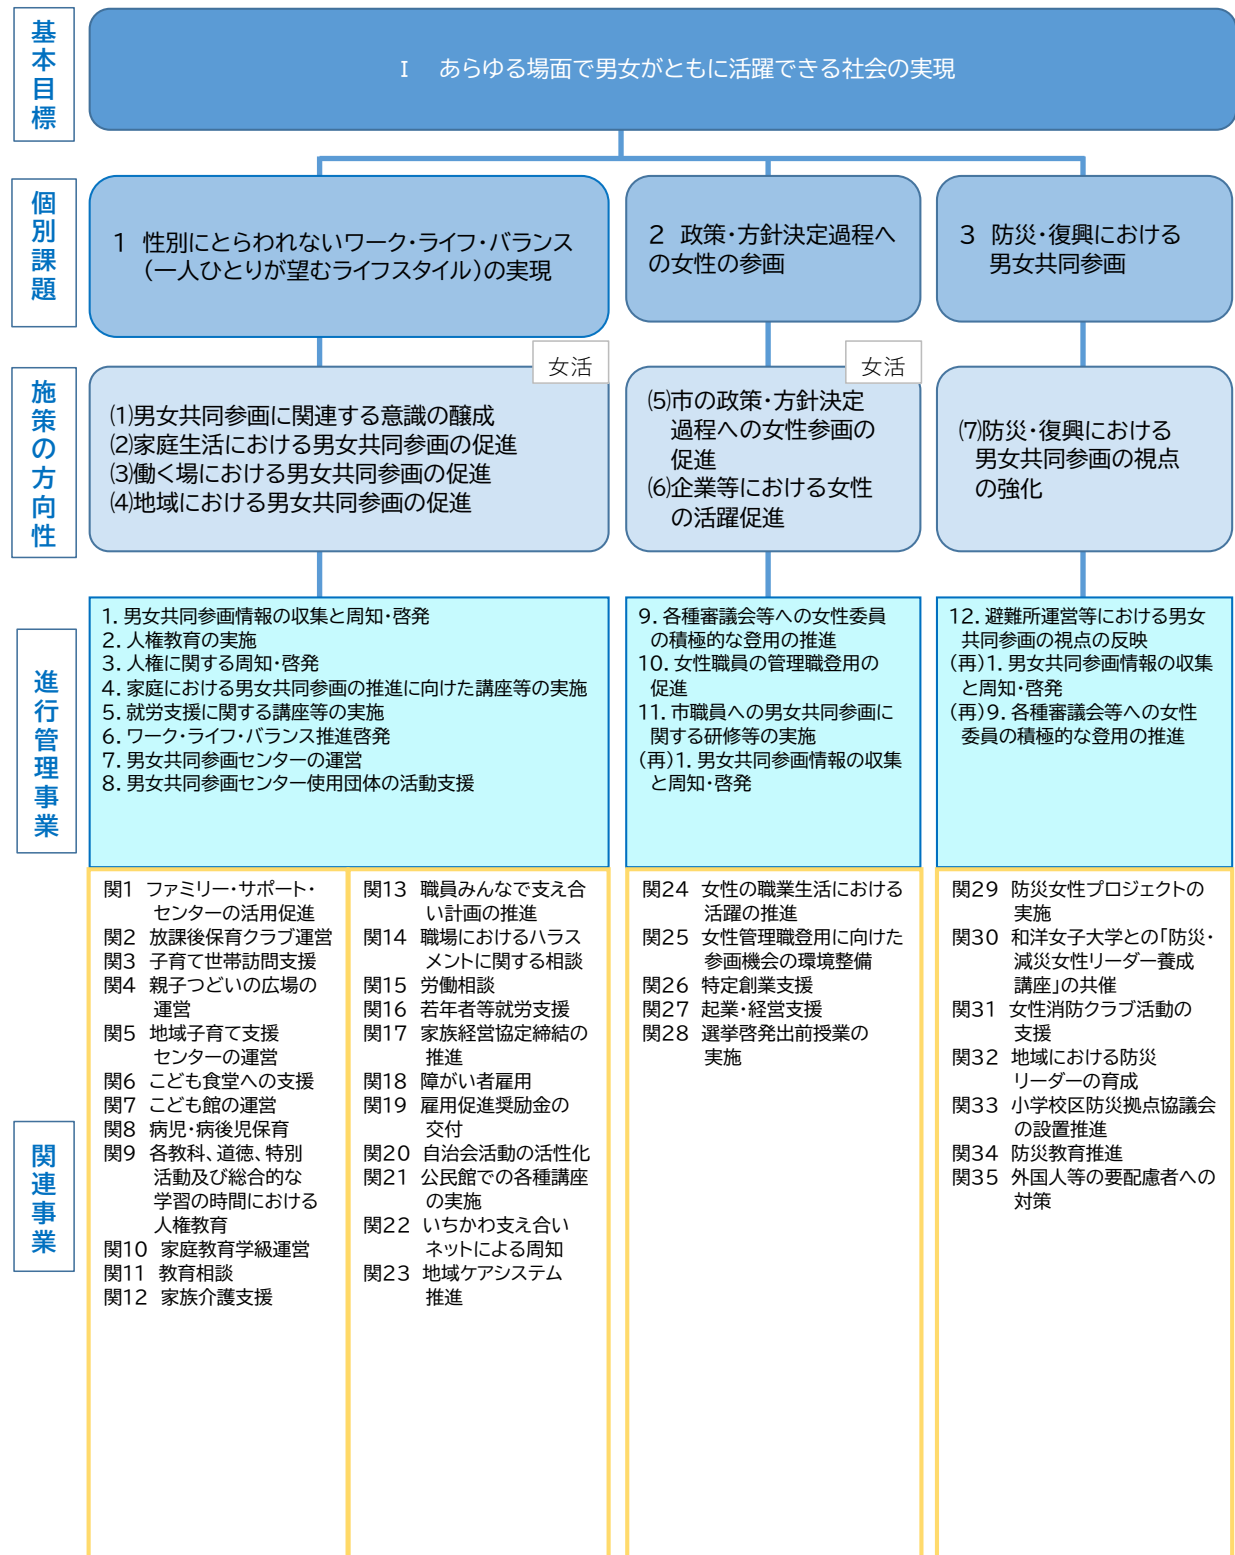 基本目標
Ⅰ　あらゆる場面で男女がともに活躍できる社会の実現
個別課題
1 性別にとらわれないワーク・ライフ・バランス
(一人ひとりが望むライフスタイル)の実現
2 政策・方針決定過程へ
の女性の参画
3 防災・復興における
男女共同参画
施策の方向性
女活
⑴男女共同参画に関連する意識の醸成
⑵家庭生活における男女共同参画の促進
⑶働く場における男女共同参画の促進
⑷地域における男女共同参画の促進
女活
⑸市の政策・方針決定
過程への女性参画の
促進
⑹企業等における女性
の活躍促進
⑺防災・復興における
男女共同参画の視点
の強化
進行管理事業
1. 男女共同参画情報の収集と周知・啓発
2. 人権教育の実施
3. 人権に関する周知・啓発
4. 家庭における男女共同参画の推進に向けた講座等の実施
5. 就労支援に関する講座等の実施
6. ワーク・ライフ・バランス推進啓発
7. 男女共同参画センターの運営
8. 男女共同参画センター使用団体の活動支援
9. 各種審議会等への女性委員
の積極的な登用の推進
10. 女性職員の管理職登用の
促進
11. 市職員への男女共同参画に
関する研修等の実施
(再)1. 男女共同参画情報の収集
と周知・啓発
12. 避難所運営等における男女
共同参画の視点の反映
(再)1. 男女共同参画情報の収集
と周知・啓発
(再)9. 各種審議会等への女性
委員の積極的な登用の推進
関連事業
関1 ファミリー・サポート・
センターの活用促進
関2 放課後保育クラブ運営
関3 子育て世帯訪問支援
関4 親子つどいの広場の
運営
関5 地域子育て支援
センターの運営
関6 こども食堂への支援
関7 こども館の運営
関8 病児・病後児保育
関9 各教科、道徳、特別
活動及び総合的な
学習の時間における
人権教育
関10 家庭教育学級運営
関11 教育相談
関12 家族介護支援
関13 職員みんなで支え合
い計画の推進
関14 職場におけるハラス
メントに関する相談
関15 労働相談
関16 若年者等就労支援
関17 家族経営協定締結の
推進
関18 障がい者雇用
関19 雇用促進奨励金の
交付
関20 自治会活動の活性化
関21 公民館での各種講座
の実施
関22 いちかわ支え合い
ネットによる周知
関23 地域ケアシステム
推進
関24 女性の職業生活における
活躍の推進
関25 女性管理職登用に向けた
参画機会の環境整備
関26 特定創業支援
関27 起業・経営支援
関28 選挙啓発出前授業の
実施
関29 防災女性プロジェクトの
実施
関30 和洋女子大学との「防災・
減災女性リーダー養成
講座」の共催
関31 女性消防クラブ活動の
支援
関32 地域における防災
リーダーの育成
関33 小学校区防災拠点協議会
の設置推進
関34 防災教育推進
関35 外国人等の要配慮者への
対策